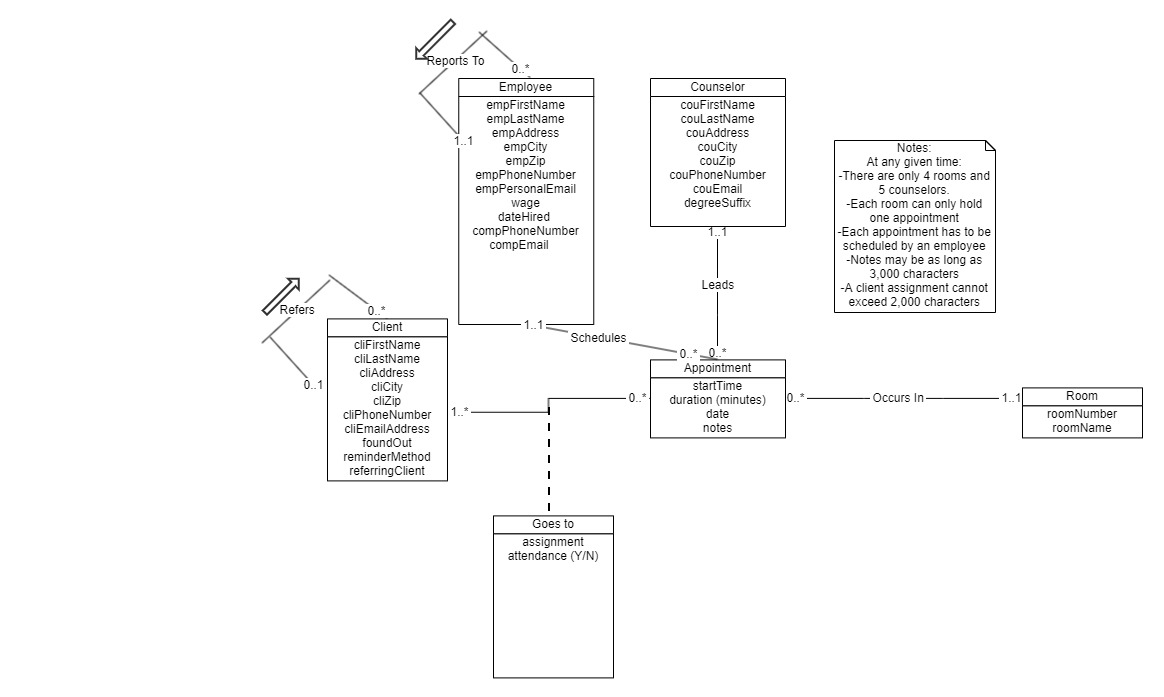 Reports To
0..*
1..1
Employee
empFirstName
empLastName
empAddress
empCity
empZip
empPhoneNumber
empPersonalEmail
wage
dateHired
compPhoneNumber
compEmail
1..1
Counselor
couFirstName
couLastName
couAddress
couCity
couZip
couPhoneNumber
couEmail
degreeSuffix
1..1
Leads
Notes:
At any given time:
-There are only 4 rooms and
5 counselors.
-Each room can only hold
one appointment
-Each appointment has to be
scheduled by an employee
-Notes may be as long as
3,000 characters
-A client assignment cannot
exceed 2,000 characters
Refers
0..*
0..1
Client
cliFirstName
cliLastName
cliAddress
cliCity
cliZip
cliPhoneNumber
cliEmailAddress
foundOut
reminderMethod
referringClient
1..*
Schedules
0..*
0..*
0..*
Appointment
startTime
duration (minutes)
date
notes
0..*
Occurs In
1..1
Room
roomNumber
roomName
Goes to
assignment
attendance (Y/N)